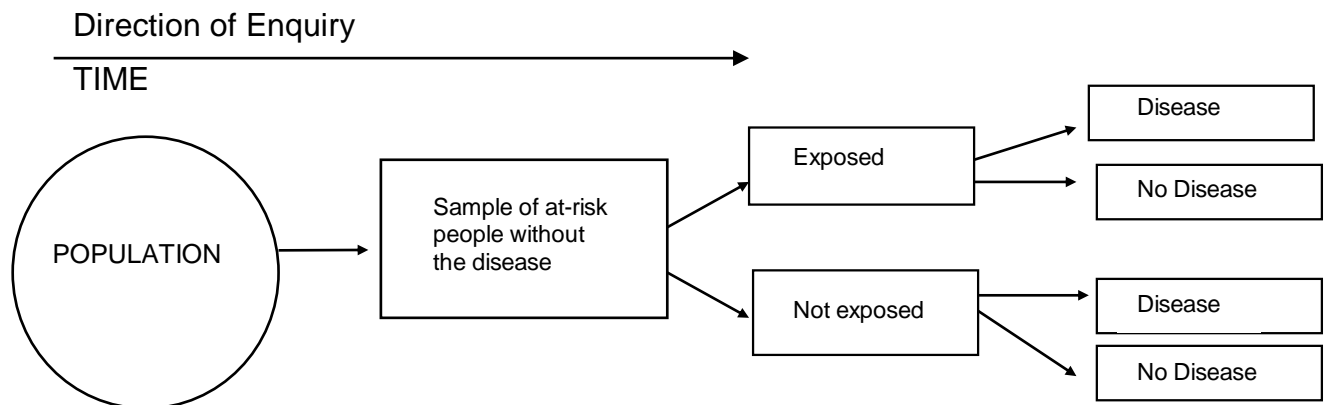 Direction of Enquiry
TIME
POPULATION
Sample of at-risk
people without
the disease
Exposed
Not exposed
Disease
No Disease
Disease
No Disease